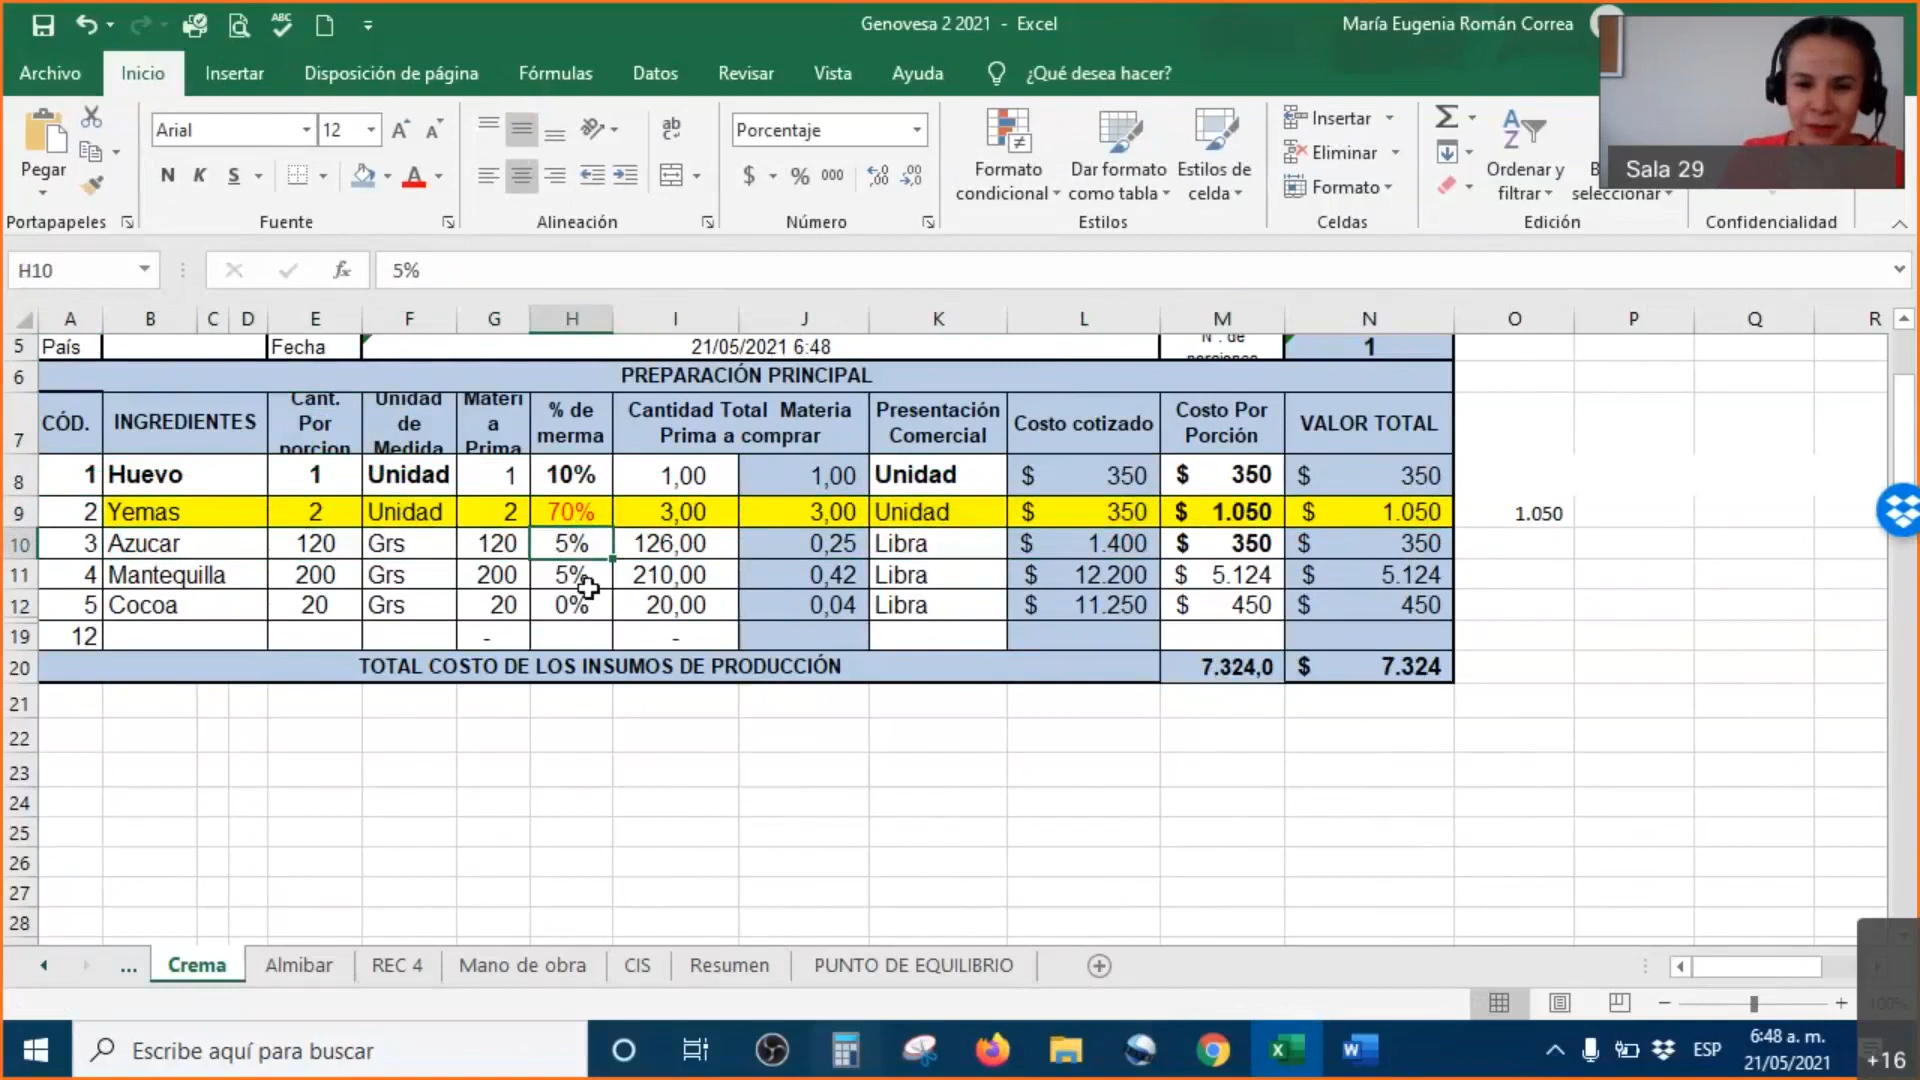 Genovesa 2 2021 - Excel
María Eugenia Román Correa
Archivo Inicio Insertar Disposición de página Fórmulas Datos Revisar Vista Ayuda ¿Qué desea hacer?
Sala 29
Pegar
Arial 12
N K S
Porcentaje
$ % 000
Formato condicional
Dar formato como tabla
Estilos de celda
Insertar
Eliminar
Formato
Ordenar y filtrar
seleccionar
Portapapeles Fuente Alineación Número Estilos Celdas Edición Confidencialidad
H10 fx 5%
A B C D E F G H I J K L M N O P Q R
5 País Fecha 21/05/2021 6:48 N°. de porciones 1
6 PREPARACIÓN PRINCIPAL
7 CÓD. INGREDIENTES Cant. Por porcion Unidad de Medida Materi a Prima % de merma Cantidad Total Materia Prima a comprar Presentación Comercial Costo cotizado Costo Por Porción VALOR TOTAL
8 1 Huevo 1 Unidad 1 10% 1,00 1,00 Unidad $ 350 $ 350 $ 350
9 2 Yemas 2 Unidad 2 70% 3,00 3,00 Unidad $ 350 $ 1.050 $ 1.050 1.050
10 3 Azucar 120 Grs 120 5% 126,00 0,25 Libra $ 1.400 $ 350 $ 350
11 4 Mantequilla 200 Grs 200 5% 210,00 0,42 Libra $ 12.200 $ 5.124 $ 5.124
12 5 Cocoa 20 Grs 20 0% 20,00 0,04 Libra $ 11.250 $ 450 $ 450
19 12 - -
20 TOTAL COSTO DE LOS INSUMOS DE PRODUCCIÓN 7.324,0 $ 7.324
21
22
23
24
25
26
27
28
... Crema Almibar REC 4 Mano de obra CIS Resumen PUNTO DE EQUILIBRIO
Escribe aquí para buscar
ESP
6:48 a. m.
21/05/2021
+16